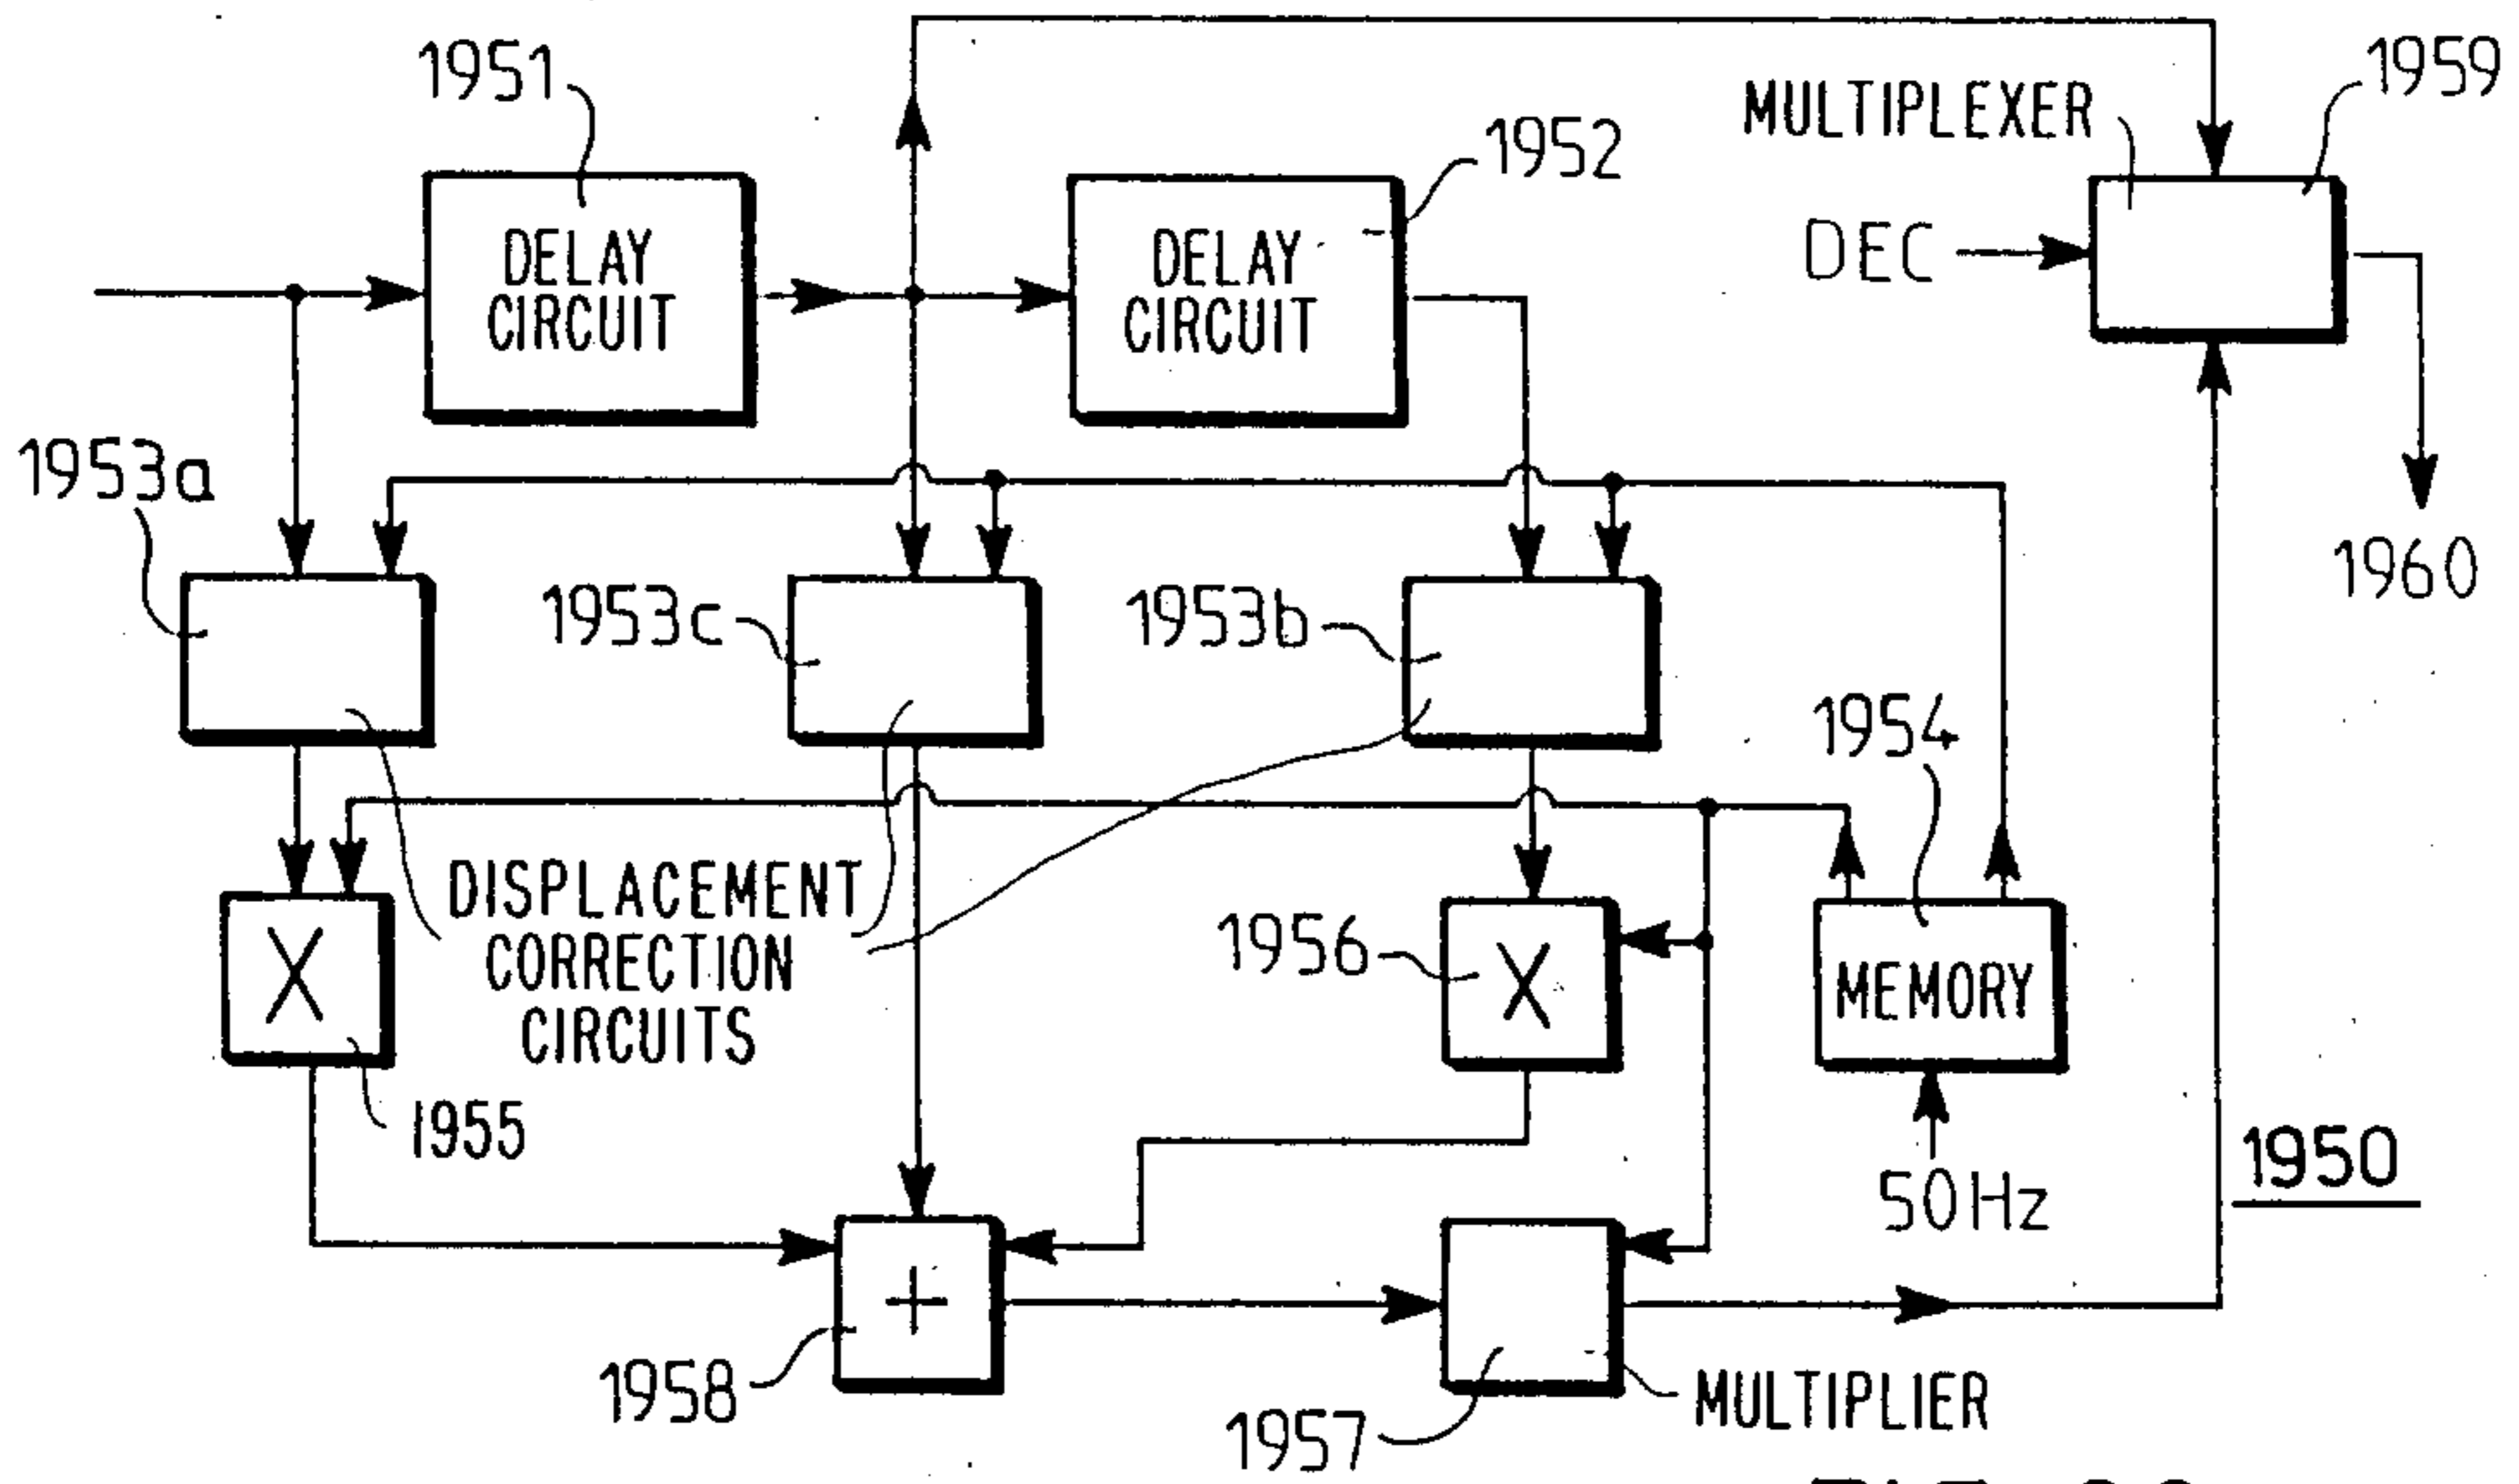 1951
1952
MULTIPLEXER
1959
DELAY
CIRCUIT
DELAY
CIRCUIT
DEC
1953a
1953c
1953b
1960
1954
DISPLACEMENT
CORRECTION
CIRCUITS
X
1956
X
MEMORY
1955
50Hz
1950
+
1958
1957
MULTIPLIER